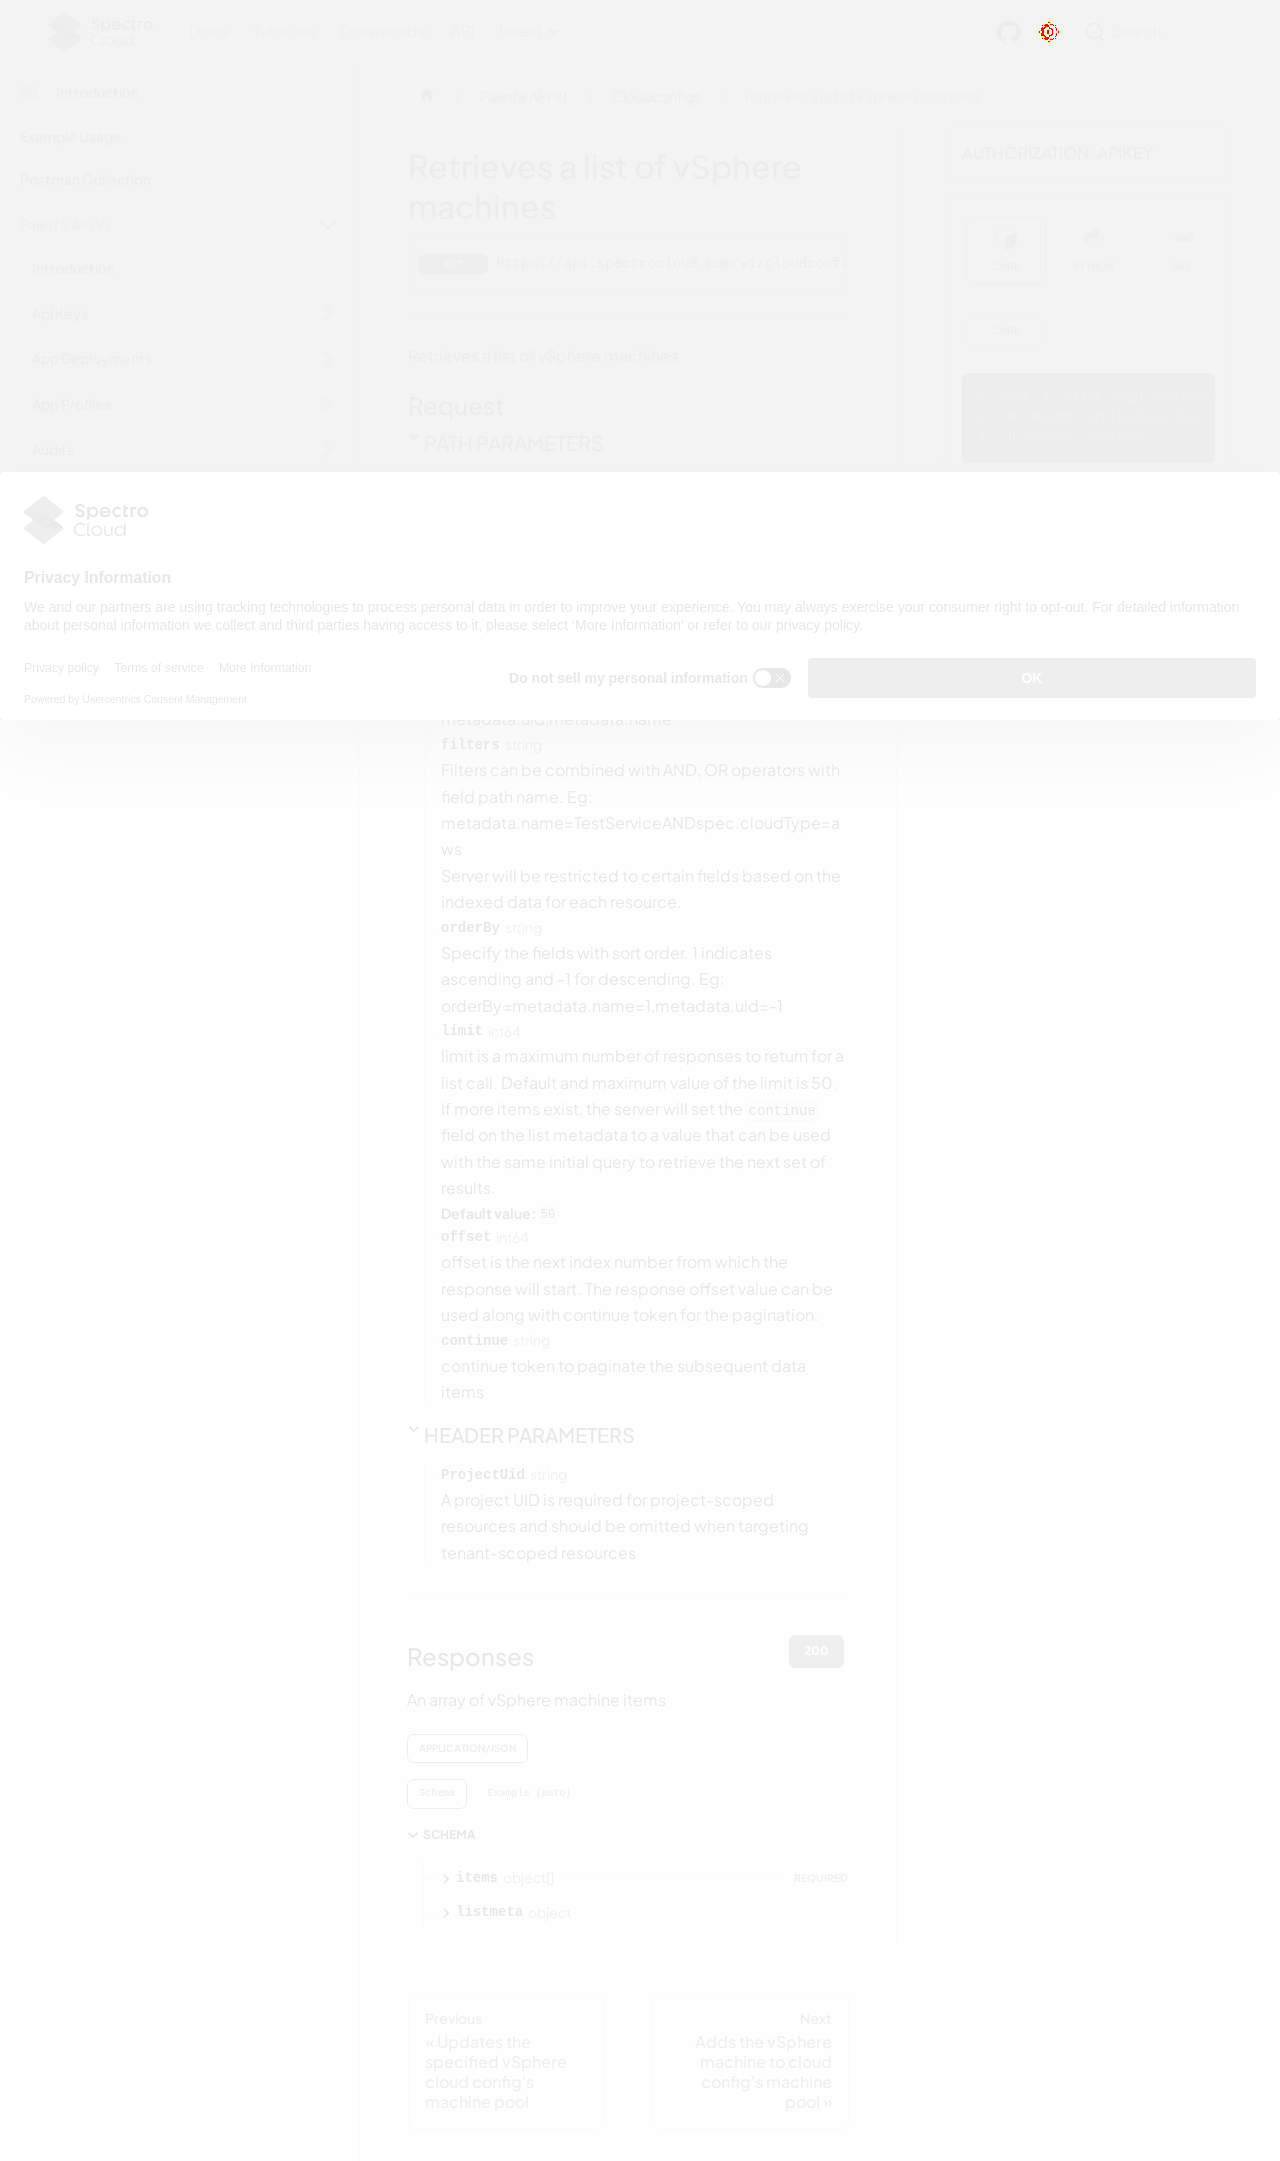 Spectro
Cloud
Docs
Tutorials
Downloads
API
latest
Search
Introduction
Example Usage
Postman Collection
Palette API V1
Introduction
Api Keys
App Deployments
App Profiles
Audits
Palette API V1
Cloudconfigs
Retrieves a list of vSphere machines
Retrieves a list of vSphere
machines
GET
https://api.spectrocloud.com/v1/cloudconfi
Retrieves a list of vSphere machines
Request
PATH PARAMETERS
AUTHORIZATION: APIKEY
CURL
PYTHON
GO
CURL
Spectro
Cloud
Privacy Information
We and our partners are using tracking technologies to process personal data in order to improve your experience. You may always exercise your consumer right to opt-out. For detailed information
about personal information we collect and third parties having access to it, please select 'More Information' or refer to our privacy policy.
Privacy policy
Terms of service
More Information
Powered by Usercentrics Consent Management
Do not sell my personal information
OK
metadata.uid,metadata.name
filters string
Filters can be combined with AND, OR operators with
field path name. Eg:
metadata.name=TestServiceANDspec.cloudType=a
ws
Server will be restricted to certain fields based on the
indexed data for each resource.
orderBy string
Specify the fields with sort order. 1 indicates
ascending and -1 for descending. Eg:
orderBy=metadata.name=1,metadata.uid=-1
limit int64
limit is a maximum number of responses to return for a
list call. Default and maximum value of the limit is 50.
If more items exist, the server will set the continue
field on the list metadata to a value that can be used
with the same initial query to retrieve the next set of
results.
Default value: 50
offset int64
offset is the next index number from which the
response will start. The response offset value can be
used along with continue token for the pagination.
continue string
continue token to paginate the subsequent data
items
HEADER PARAMETERS
ProjectUid string
A project UID is required for project-scoped
resources and should be omitted when targeting
tenant-scoped resources
Responses
200
An array of vSphere machine items
APPLICATION/JSON
Schema
Example (auto)
SCHEMA
items object[]
REQUIRED
listmeta object
Previous
« Updates the
specified vSphere
cloud config's
machine pool
Next
Adds the vSphere
machine to cloud
config's machine
pool »